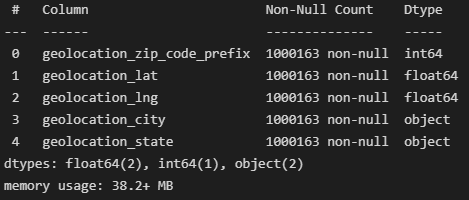 #   Column                       Non-Null Count    Dtype
---  ------                       --------------    -----
 0   geolocation_zip_code_prefix  1000163 non-null  int64
 1   geolocation_lat              1000163 non-null  float64
 2   geolocation_lng              1000163 non-null  float64
 3   geolocation_city             1000163 non-null  object
 4   geolocation_state            1000163 non-null  object
dtypes: float64(2), int64(1), object(2)
memory usage: 38.2+ MB